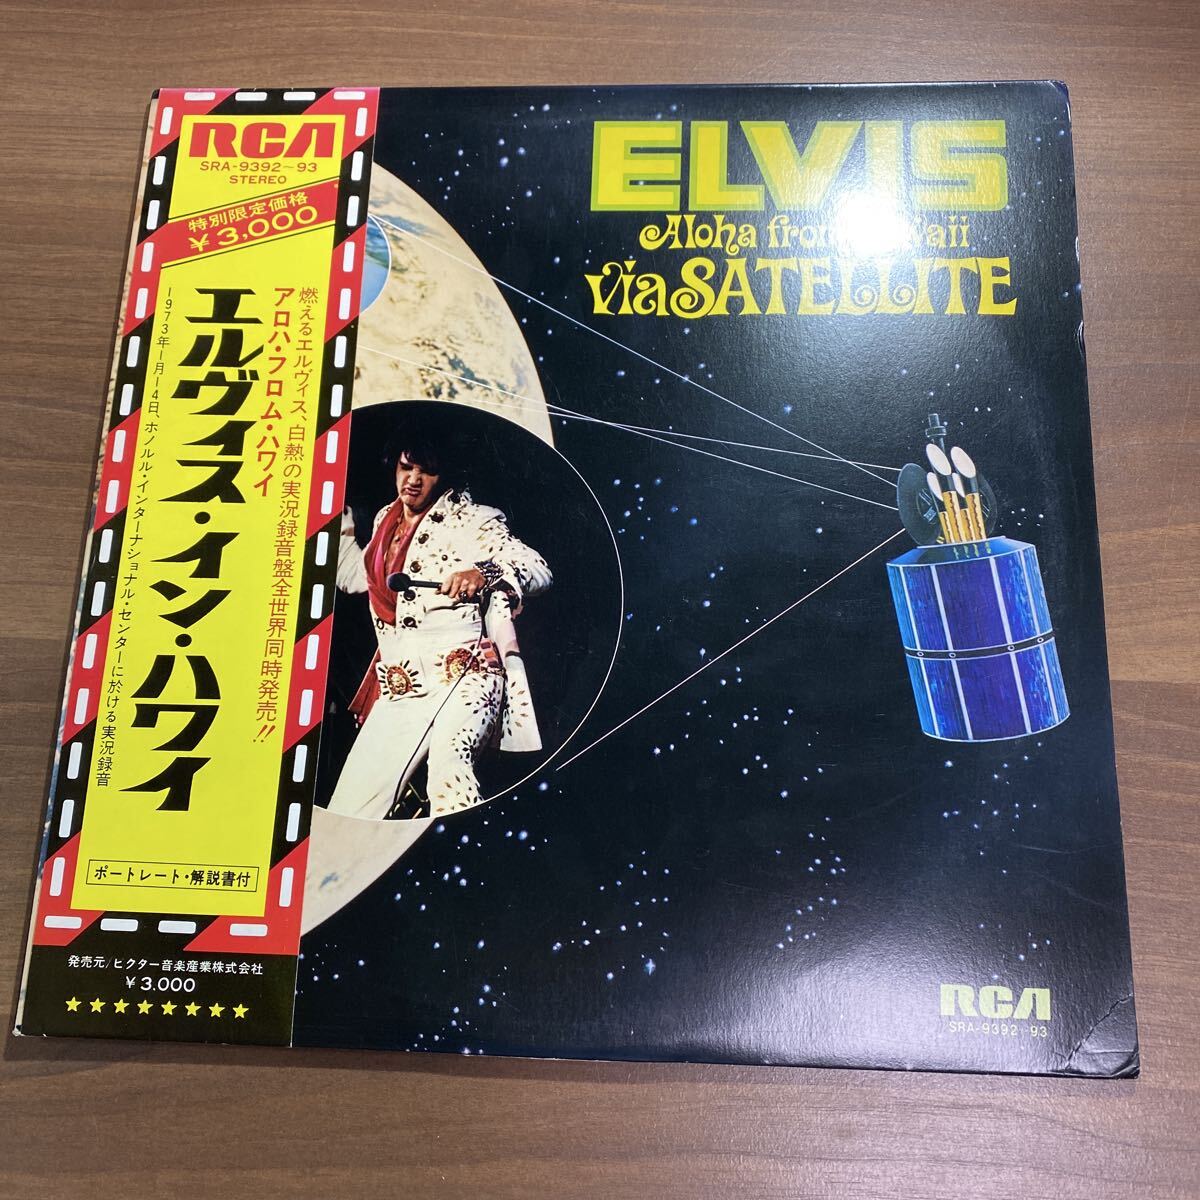 RCA
SRA-9392〜93
STEREO
特別限定価格
¥3,000
燃えるエルヴィス、白熱の実況録音盤全世界同時発売!!
アロハ・フロム・ハワイ
エルヴィス・イン・ハワイ
1973年1月14日、ホノルル・インターナショナル・センターに於ける実況録音
ポートレート・解説書付
発売元/ビクター音楽産業株式会社
¥3.000
★★★★★★★★
ELVIS
Aloha from
via SATELLITE
RCA
SRA-9392~93